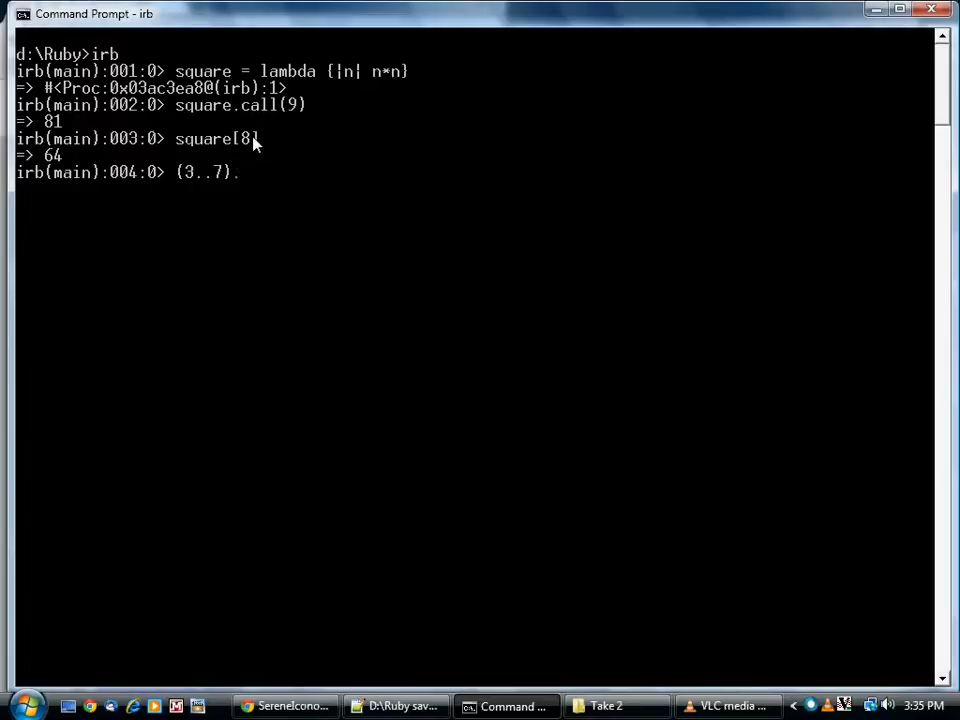 Command Prompt - irb
d:\Ruby>irb
irb(main):001:0> square = lambda {|n| n*n}
=> #<Proc:0x03ac3ea8@(irb):1>
irb(main):002:0> square.call(9)
=> 81
irb(main):003:0> square[8]
=> 64
irb(main):004:0> (3..7).
SereneIcono... D:\Ruby sav... Command ... Take 2 VLC media ... 3:35 PM